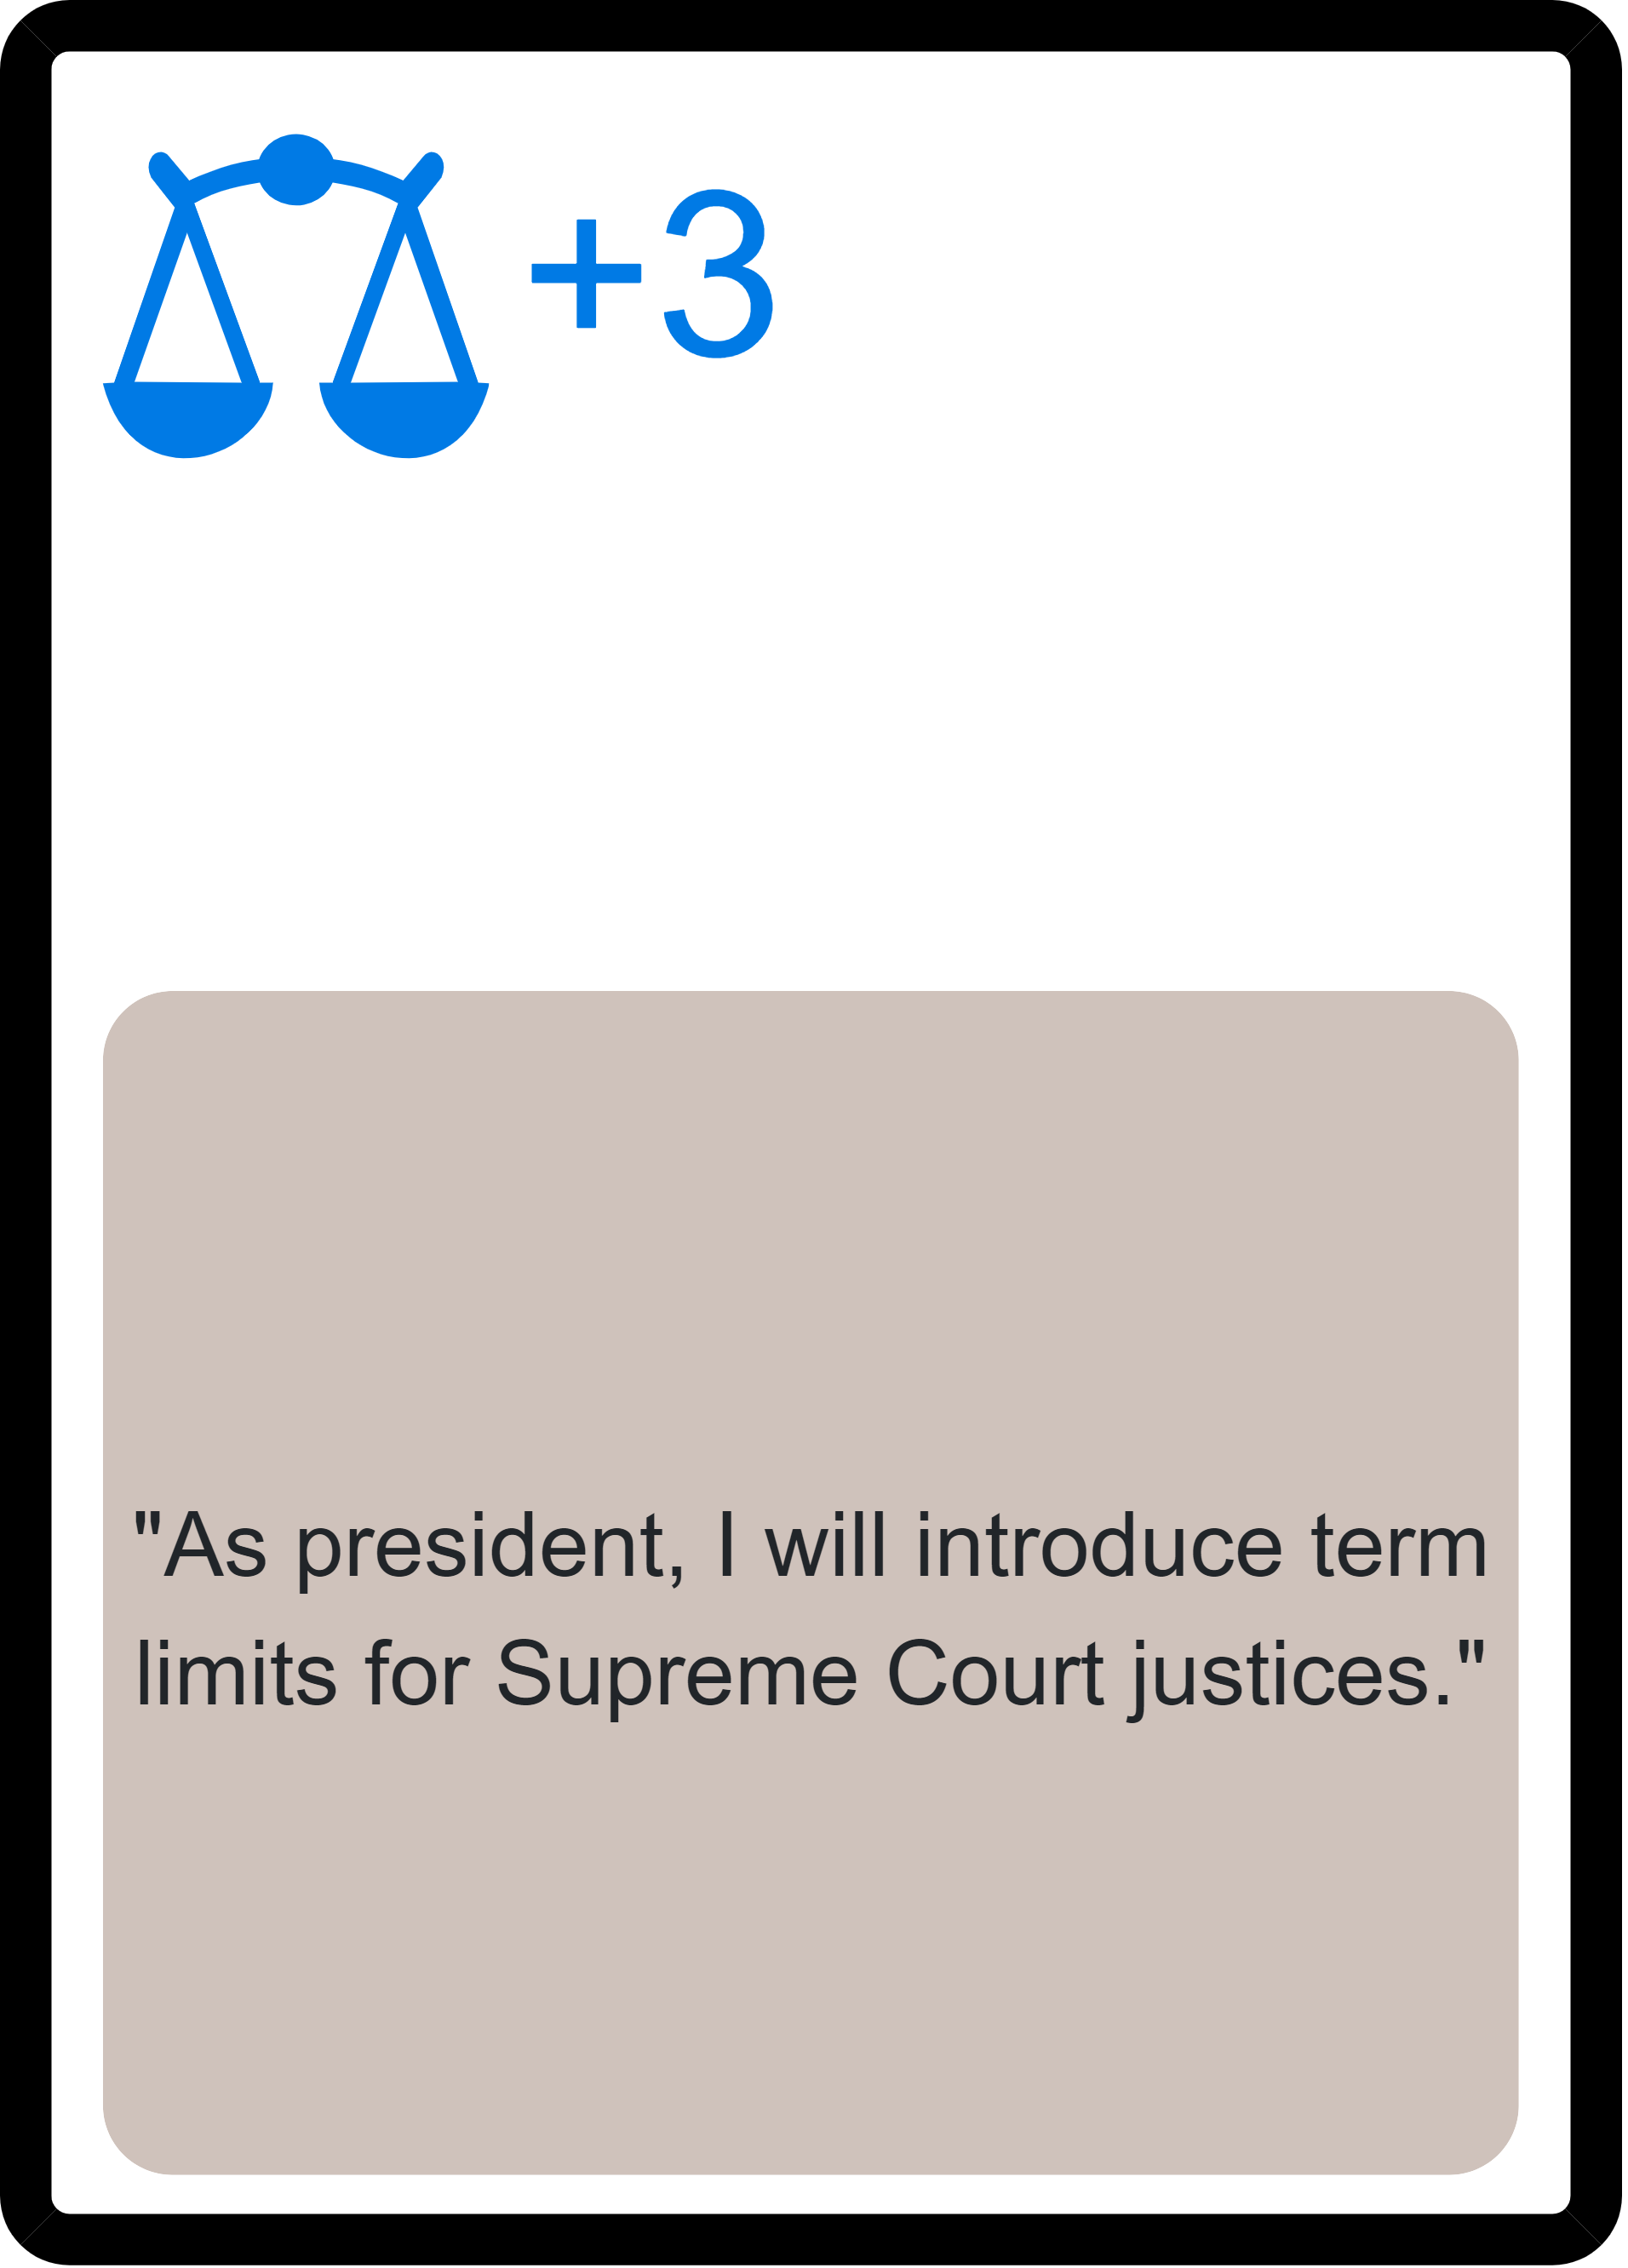 +3
"As president, I will introduce term
limits for Supreme Court justices."